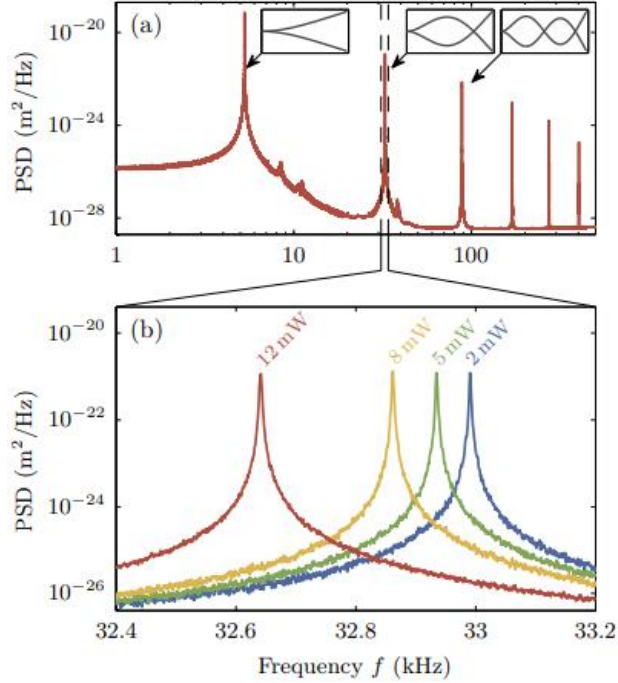 (a)
PSD (m²/Hz)
10⁻²⁰
10⁻²⁴
10⁻²⁸
1
10
100
(b)
12 mW
8 mW
5 mW
2 mW
PSD (m²/Hz)
10⁻²⁰
10⁻²²
10⁻²⁴
10⁻²⁶
32.4
32.6
32.8
33
33.2
Frequency f (kHz)